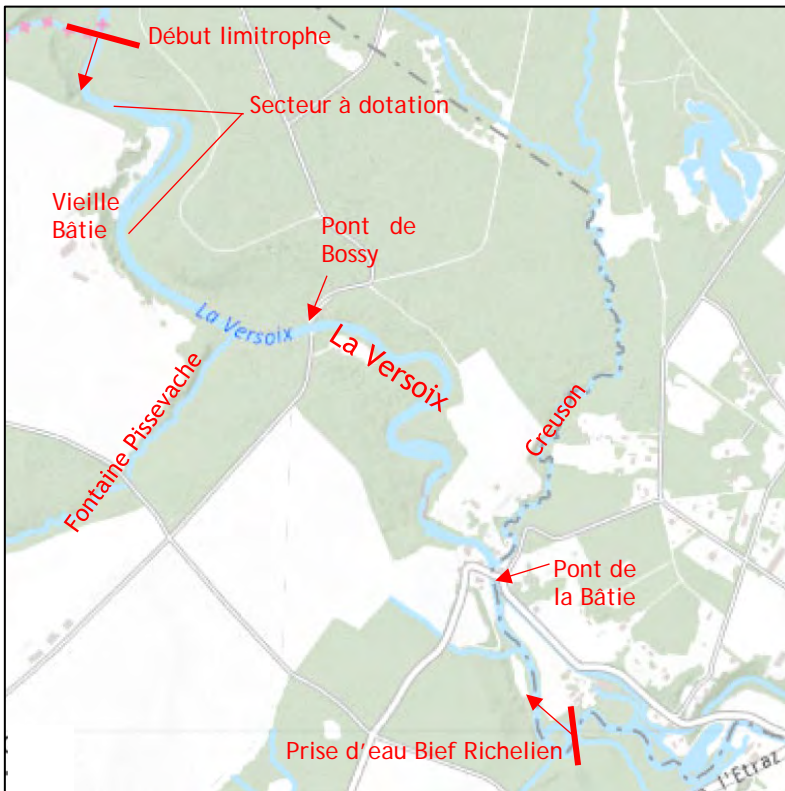 Début limitrophe
Secteur à dotation
Vieille
Bâtie
Pont de
Bossy
La Versoix
La Versoix
Creuson
Fontaine Pissevache
Pont de
la Bâtie
Prise d'eau Bief Richelien
l'Etraz